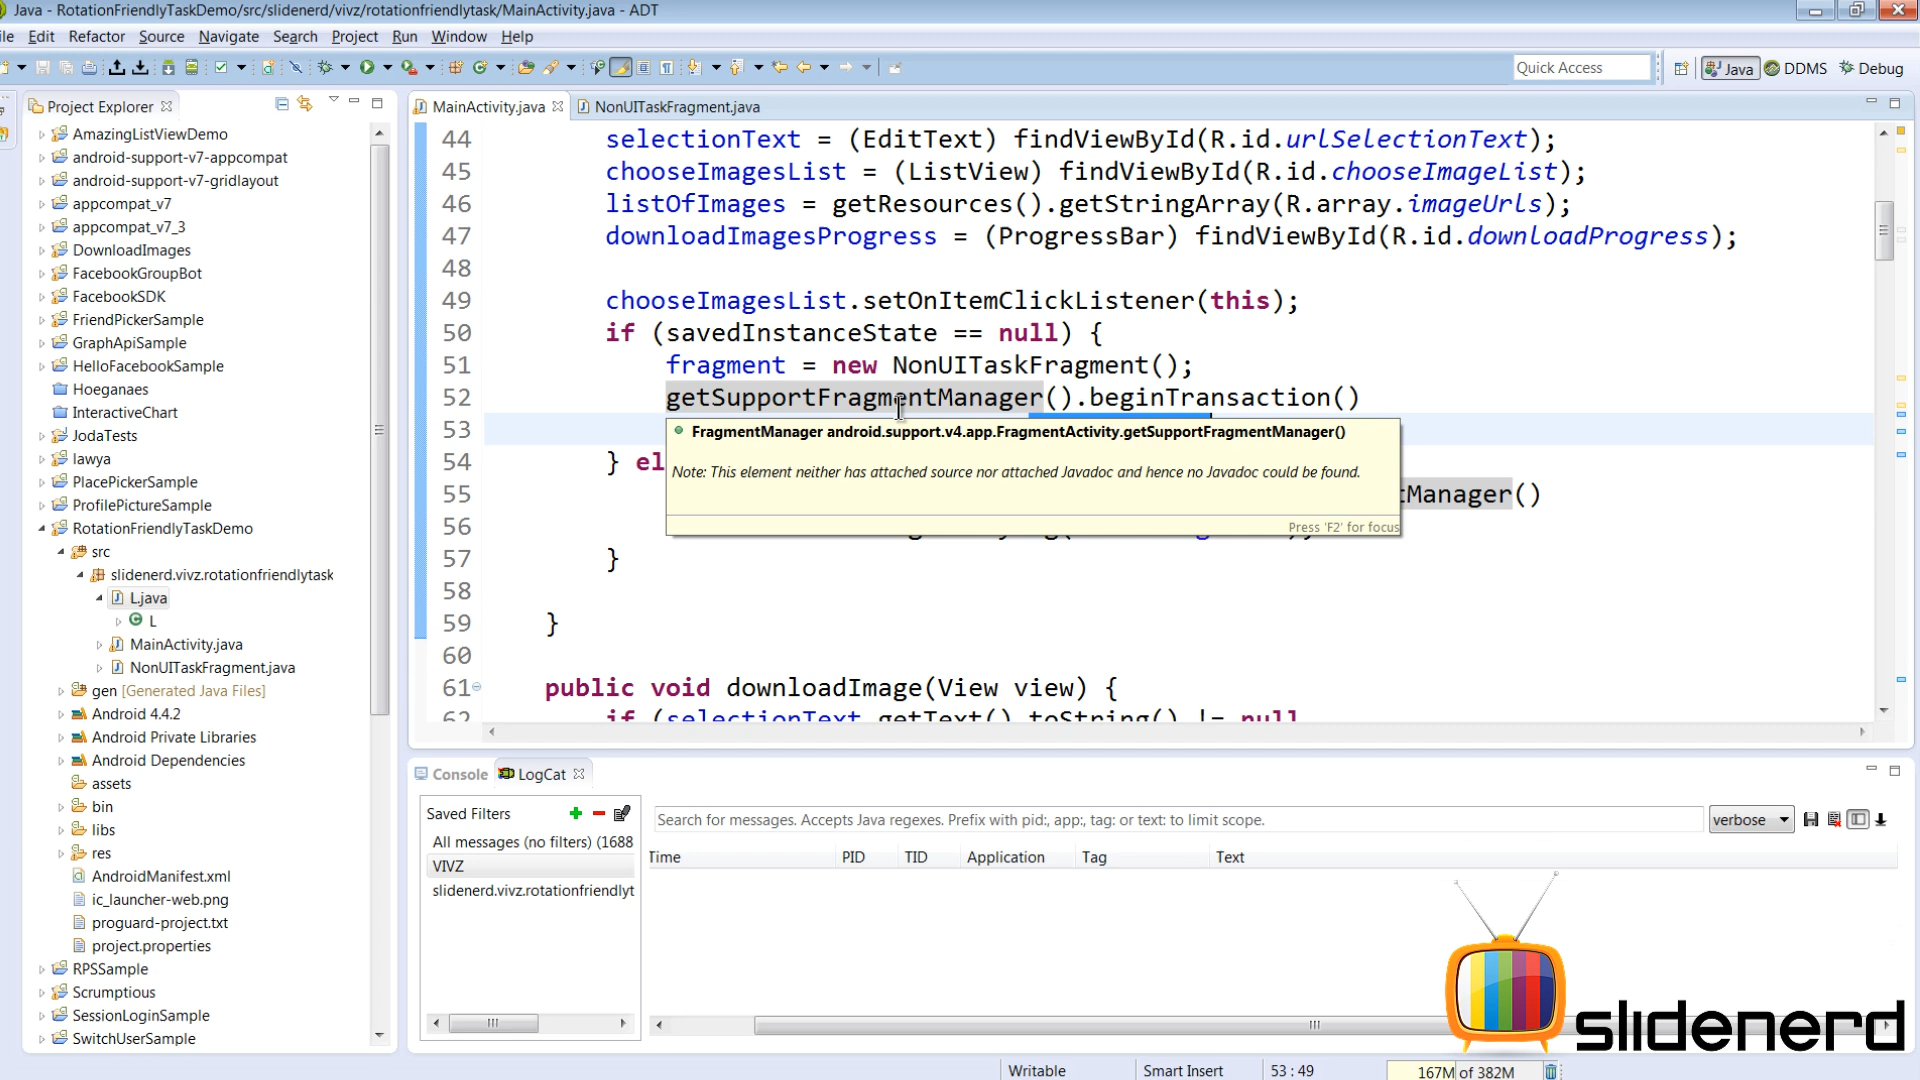 Java - RotationFriendlyTaskDemo/src/slidenerd/vivz/rotationfriendlytask/MainActivity.java - ADT
ile Edit Refactor Source Navigate Search Project Run Window Help
Quick Access
Java
DDMS
Debug
Project Explorer
AmazingListViewDemo
android-support-v7-appcompat
android-support-v7-gridlayout
appcompat_v7
appcompat_v7_3
DownloadImages
FacebookGroupBot
FacebookSDK
FriendPickerSample
GraphApiSample
HelloFacebookSample
Hoeganaes
InteractiveChart
JodaTests
lawya
PlacePickerSample
ProfilePictureSample
RotationFriendlyTaskDemo
src
slidenerd.vivz.rotationfriendlytask
L.java
L
MainActivity.java
NonUITaskFragment.java
gen [Generated Java Files]
Android 4.4.2
Android Private Libraries
Android Dependencies
assets
bin
libs
res
AndroidManifest.xml
ic_launcher-web.png
proguard-project.txt
project.properties
RPSSample
Scrumptious
SessionLoginSample
SwitchUserSample
MainActivity.java
NonUITaskFragment.java
44 selectionText = (EditText) findViewById(R.id.urlSelectionText);
45 chooseImagesList = (ListView) findViewById(R.id.chooseImageList);
46 listOfImages = getResources().getStringArray(R.array.imageUrls);
47 downloadImagesProgress = (ProgressBar) findViewById(R.id.downloadProgress);
48
49 chooseImagesList.setOnItemClickListener(this);
50 if (savedInstanceState == null) {
51 fragment = new NonUITaskFragment();
52 getSupportFragmentManager().beginTransaction()
53
FragmentManager android.support.v4.app.FragmentActivity.getSupportFragmentManager()
54 } el
Note: This element neither has attached source nor attached Javadoc and hence no Javadoc could be found.
55 tManager()
56
Press 'F2' for focus
57 }
58
59 }
60
61 public void downloadImage(View view) {
62 if (selectionText.getText().toString() != null
Console
LogCat
Saved Filters
All messages (no filters) (1688
VIVZ
slidenerd.vivz.rotationfriendlyt
Search for messages. Accepts Java regexes. Prefix with pid:, app:, tag: or text: to limit scope.
verbose
Time PID TID Application Tag Text
slidenerd
Writable
Smart Insert
53 : 49
167M of 382M